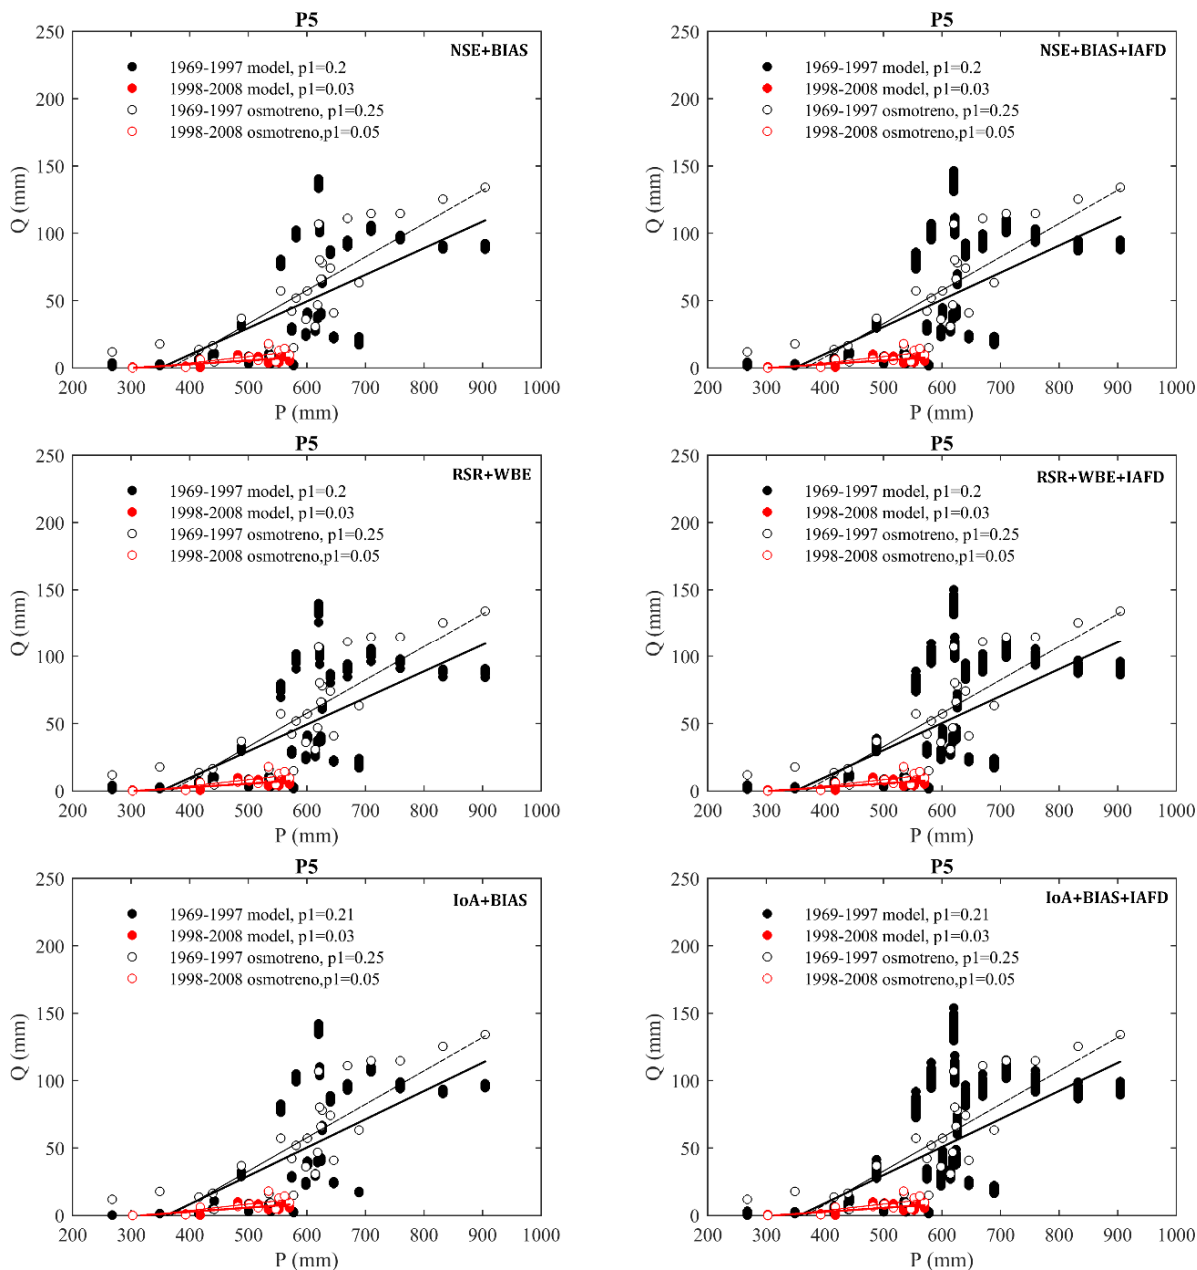 P5
250
NSE+BIAS
1969-1997 model, p1=0.2
1998-2008 model, p1=0.03
1969-1997 osmotreno, p1=0.25
1998-2008 osmotreno,p1=0.05
200
150
100
50
0
Q (mm)
200 300 400 500 600 700 800 900 1000
P (mm)
P5
250
NSE+BIAS+IAFD
1969-1997 model, p1=0.2
1998-2008 model, p1=0.03
1969-1997 osmotreno, p1=0.25
1998-2008 osmotreno,p1=0.05
200
150
100
50
0
Q (mm)
200 300 400 500 600 700 800 900 1000
P (mm)
P5
250
RSR+WBE
1969-1997 model, p1=0.2
1998-2008 model, p1=0.03
1969-1997 osmotreno, p1=0.25
1998-2008 osmotreno,p1=0.05
200
150
100
50
0
Q (mm)
200 300 400 500 600 700 800 900 1000
P (mm)
P5
250
RSR+WBE+IAFD
1969-1997 model, p1=0.2
1998-2008 model, p1=0.03
1969-1997 osmotreno, p1=0.25
1998-2008 osmotreno,p1=0.05
200
150
100
50
0
Q (mm)
200 300 400 500 600 700 800 900 1000
P (mm)
P5
250
IoA+BIAS
1969-1997 model, p1=0.21
1998-2008 model, p1=0.03
1969-1997 osmotreno, p1=0.25
1998-2008 osmotreno,p1=0.05
200
150
100
50
0
Q (mm)
200 300 400 500 600 700 800 900 1000
P (mm)
P5
250
IoA+BIAS+IAFD
1969-1997 model, p1=0.21
1998-2008 model, p1=0.03
1969-1997 osmotreno, p1=0.25
1998-2008 osmotreno,p1=0.05
200
150
100
50
0
Q (mm)
200 300 400 500 600 700 800 900 1000
P (mm)